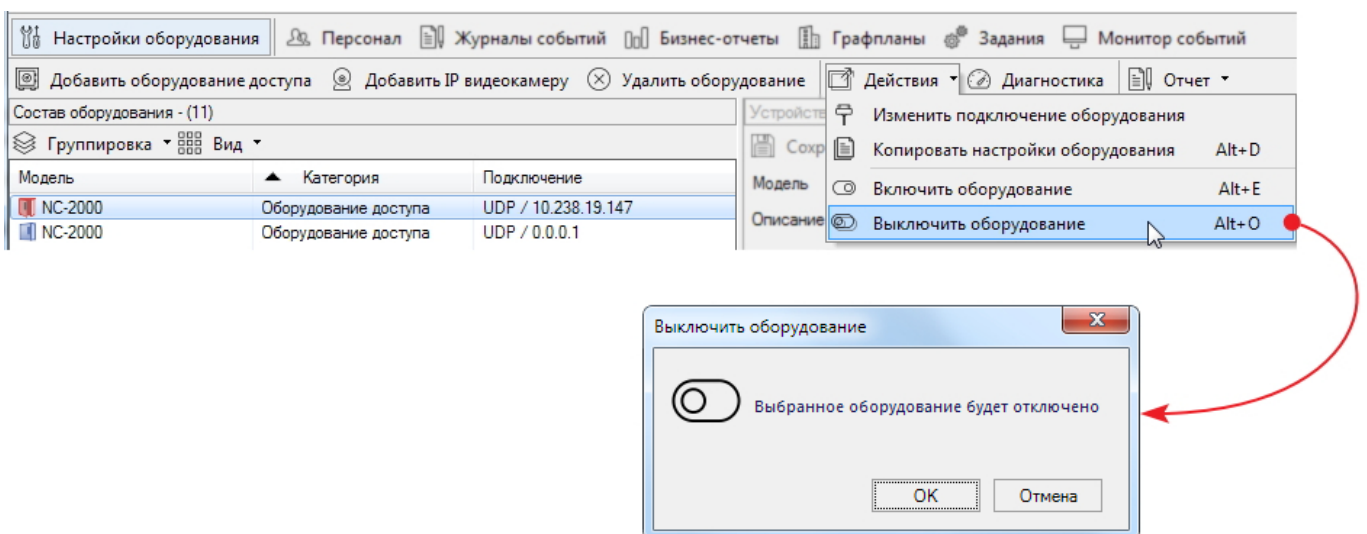 Настройки оборудования Персонал Журналы событий Бизнес-отчеты Графпланы Задания Монитор событий
Добавить оборудование доступа Добавить IP видеокамеру Удалить оборудование Действия Диагностика Отчет
Состав оборудования - (11)
Группировка Вид
Модель Категория Подключение
NC-2000 Оборудование доступа UDP / 10.238.19.147
NC-2000 Оборудование доступа UDP / 0.0.0.1
Устройств
Сохр
Модель
Описание
Изменить подключение оборудования
Копировать настройки оборудования Alt+D
Включить оборудование Alt+E
Выключить оборудование Alt+O
Выключить оборудование
Выбранное оборудование будет отключено
OK Отмена